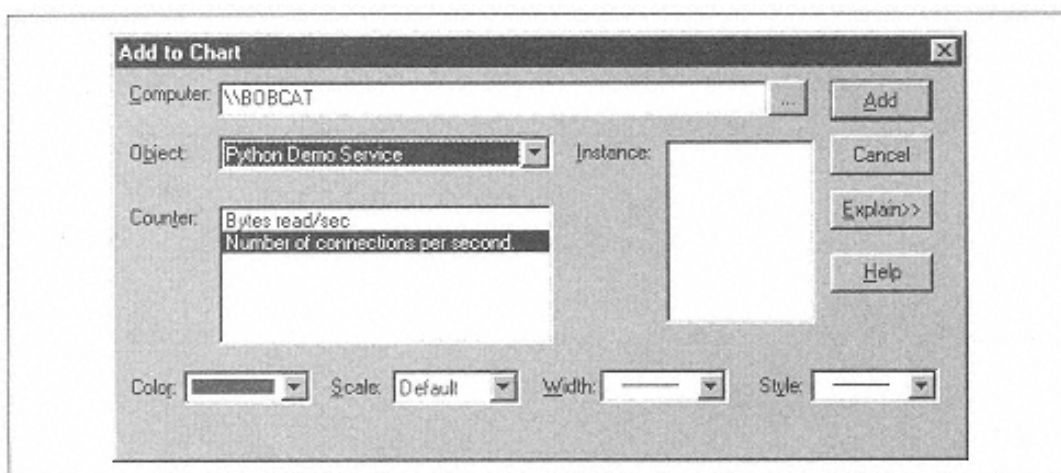 Add to Chart
Computer: \\BOBCAT ... Add
Object: Python Demo Service Instance: Cancel
Counter: Bytes read/sec Explain>>
Number of connections per second.
Help
Color: Scale: Default Width: Style: